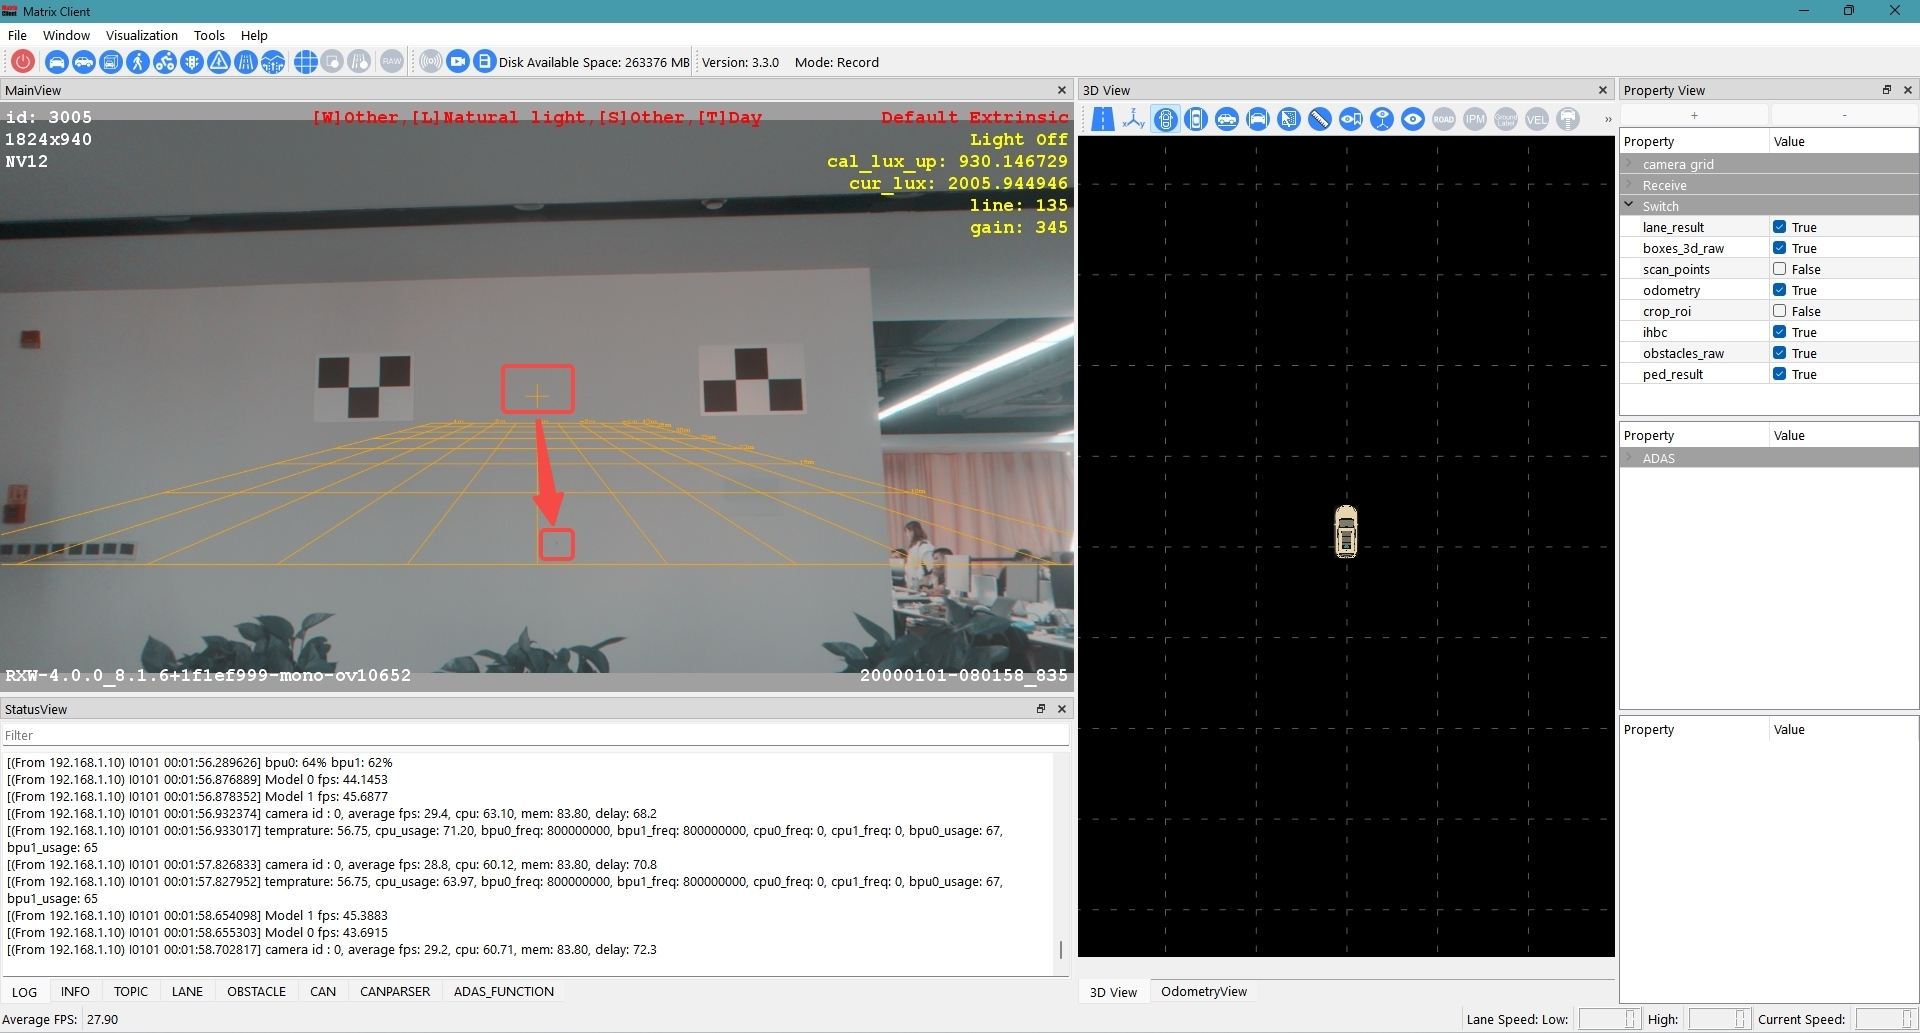 Matrix Client
File Window Visualization Tools Help
RAW
Disk Available Space: 263376 MB
Version: 3.3.0
Mode: Record
MainView
id: 3005
1824x940
NV12
[W]Other,[L]Natural light,[S]Other,[T]Day
Default Extrinsic
Light Off
cal_lux_up: 930.146729
cur_lux: 2005.944946
line: 135
gain: 345
RXW-4.0.0_8.1.6+1f1ef999-mono-ov10652
20000101-080158_835
StatusView
Filter
[(From 192.168.1.10) I0101 00:01:56.289626] bpu0: 64% bpu1: 62%
[(From 192.168.1.10) I0101 00:01:56.876889] Model 0 fps: 44.1453
[(From 192.168.1.10) I0101 00:01:56.878352] Model 1 fps: 45.6877
[(From 192.168.1.10) I0101 00:01:56.932374] camera id : 0, average fps: 29.4, cpu: 63.10, mem: 83.80, delay: 68.2
[(From 192.168.1.10) I0101 00:01:56.933017] temprature: 56.75, cpu_usage: 71.20, bpu0_freq: 800000000, bpu1_freq: 800000000, cpu0_freq: 0, cpu1_freq: 0, bpu0_usage: 67,
bpu1_usage: 65
[(From 192.168.1.10) I0101 00:01:57.826833] camera id : 0, average fps: 28.8, cpu: 60.12, mem: 83.80, delay: 70.8
[(From 192.168.1.10) I0101 00:01:57.827952] temprature: 56.75, cpu_usage: 63.97, bpu0_freq: 800000000, bpu1_freq: 800000000, cpu0_freq: 0, cpu1_freq: 0, bpu0_usage: 67,
bpu1_usage: 65
[(From 192.168.1.10) I0101 00:01:58.654098] Model 1 fps: 45.3883
[(From 192.168.1.10) I0101 00:01:58.655303] Model 0 fps: 43.6915
[(From 192.168.1.10) I0101 00:01:58.702817] camera id : 0, average fps: 29.2, cpu: 60.71, mem: 83.80, delay: 72.3
LOG INFO TOPIC LANE OBSTACLE CAN CANPARSER ADAS_FUNCTION
Average FPS: 27.90
3D View
ROAD IPM Ground Label VEL
3D View OdometryView
Property View
+ -
Property Value
camera grid
Receive
Switch
lane_result True
boxes_3d_raw True
scan_points False
odometry True
crop_roi False
ihbc True
obstacles_raw True
ped_result True
Property Value
ADAS
Property Value
Lane Speed: Low: 0 High: 0 Current Speed: 0